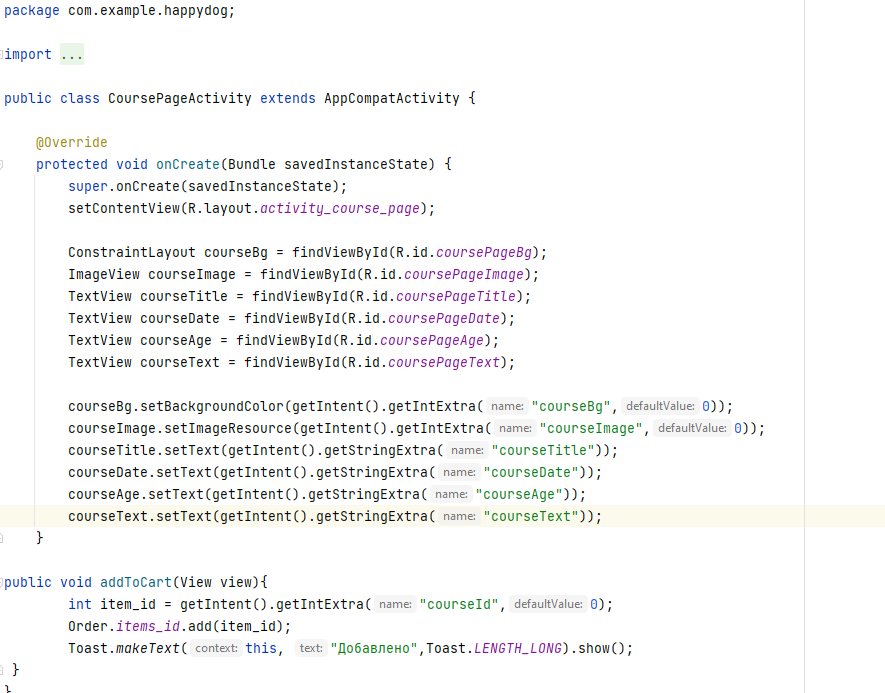 package com.example.happydog;
import ...
public class CoursePageActivity extends AppCompatActivity {
@Override
protected void onCreate(Bundle savedInstanceState) {
super.onCreate(savedInstanceState);
setContentView(R.layout.activity_course_page);
ConstraintLayout courseBg = findViewById(R.id.coursePageBg);
ImageView courseImage = findViewById(R.id.coursePageImage);
TextView courseTitle = findViewById(R.id.coursePageTitle);
TextView courseDate = findViewById(R.id.coursePageDate);
TextView courseAge = findViewById(R.id.coursePageAge);
TextView courseText = findViewById(R.id.coursePageText);
courseBg.setBackgroundColor(getIntent().getIntExtra( name: "courseBg", defaultValue: 0));
courseImage.setImageResource(getIntent().getIntExtra( name: "courseImage", defaultValue: 0));
courseTitle.setText(getIntent().getStringExtra( name: "courseTitle"));
courseDate.setText(getIntent().getStringExtra( name: "courseDate"));
courseAge.setText(getIntent().getStringExtra( name: "courseAge"));
courseText.setText(getIntent().getStringExtra( name: "courseText"));
}
public void addToCart(View view){
int item_id = getIntent().getIntExtra( name: "courseId", defaultValue: 0);
Order.items_id.add(item_id);
Toast.makeText( context: this, text: "Добавлено",Toast.LENGTH_LONG).show();
}
}